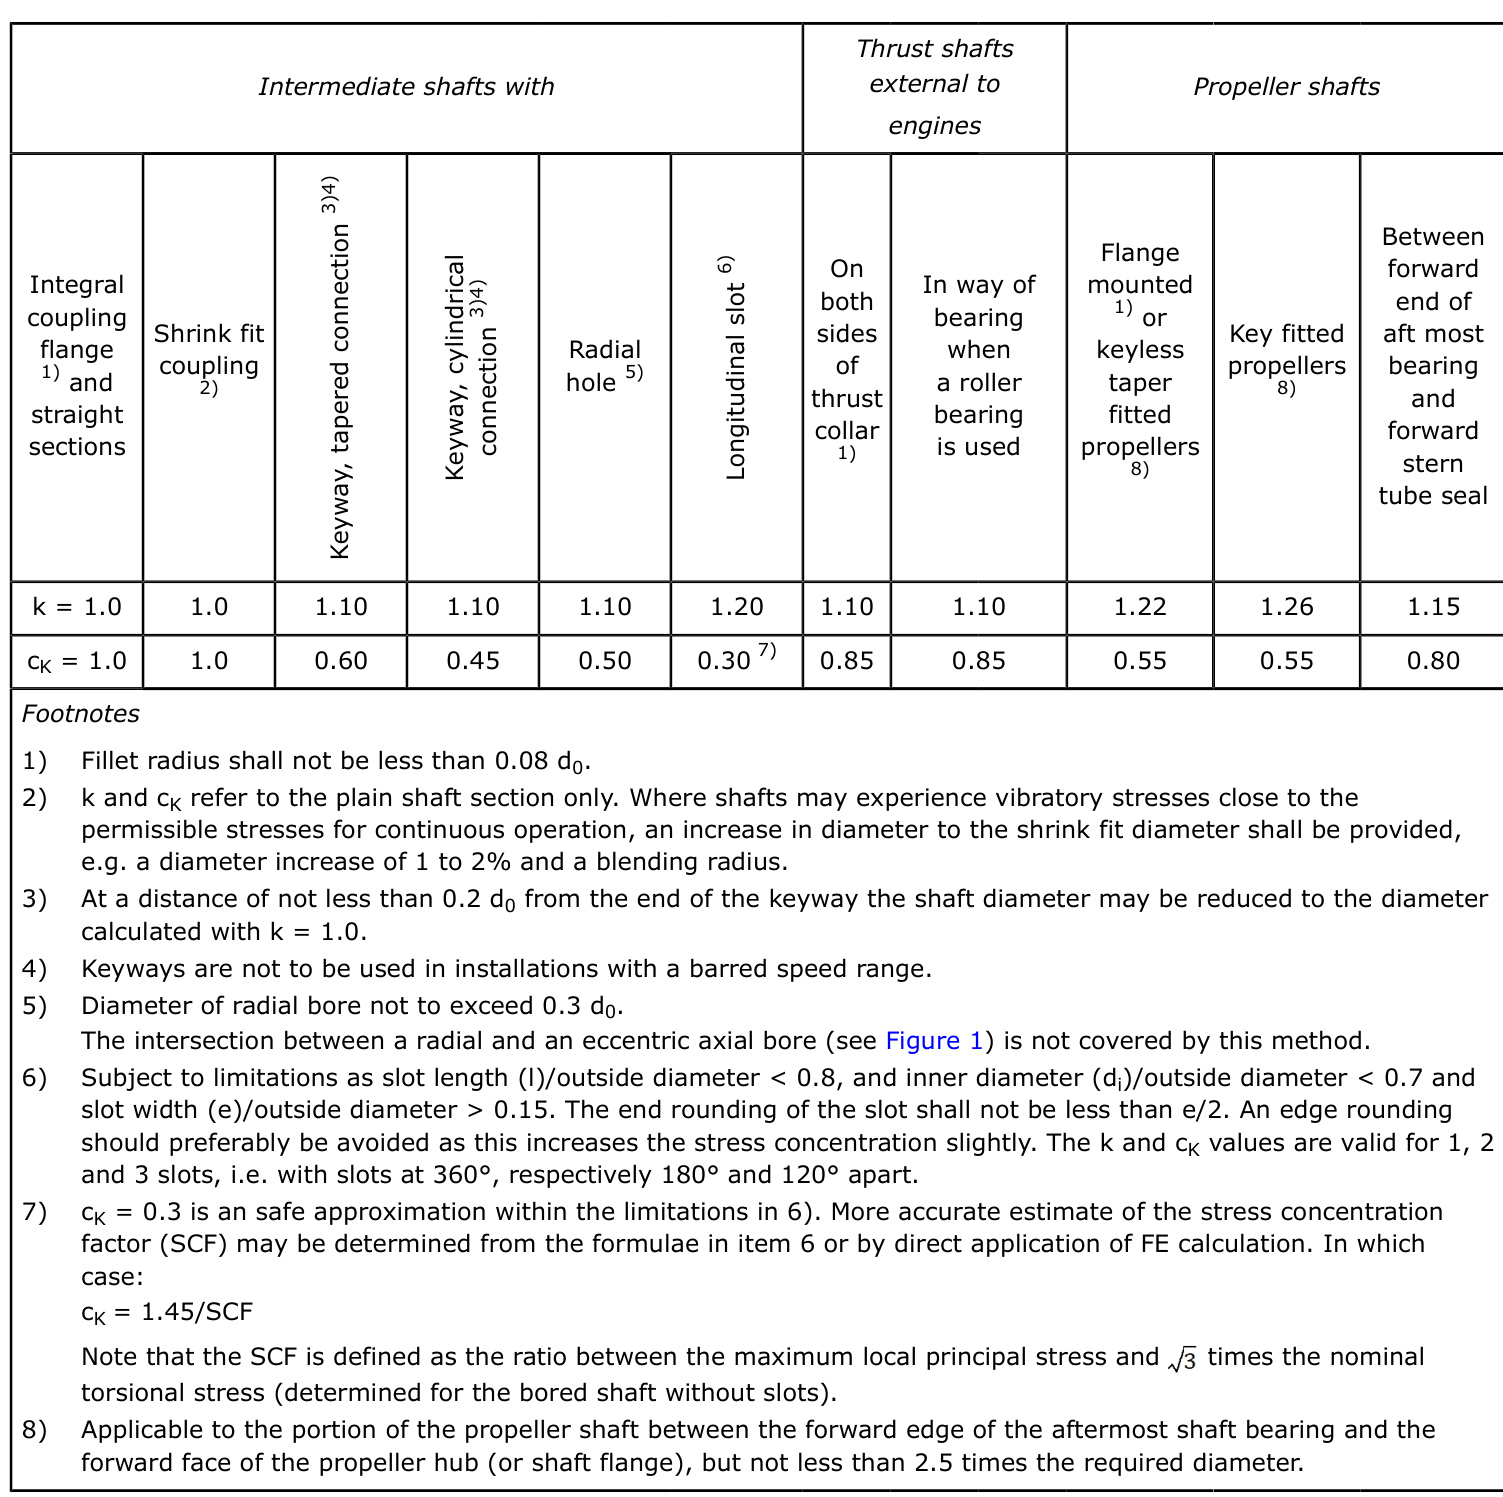 Intermediate shafts with
Thrust shafts
external to
engines
Propeller shafts
Integral
coupling
flange
1) and
straight
sections
Shrink fit
coupling
2)
Keyway, tapered connection 3)4)
Keyway, cylindrical
connection 3)4)
Radial
hole 5)
Longitudinal slot 6)
On
both
sides
of
thrust
collar
1)
In way of
bearing
when
a roller
bearing
is used
Flange
mounted
1) or
keyless
taper
fitted
propellers
8)
Key fitted
propellers
8)
Between
forward
end of
aft most
bearing
and
forward
stern
tube seal
k = 1.0 1.0 1.10 1.10 1.10 1.20 1.10 1.10 1.22 1.26 1.15
cK = 1.0 1.0 0.60 0.45 0.50 0.30 7) 0.85 0.85 0.55 0.55 0.80
Footnotes
1) Fillet radius shall not be less than 0.08 d0.
2) k and cK refer to the plain shaft section only. Where shafts may experience vibratory stresses close to the
permissible stresses for continuous operation, an increase in diameter to the shrink fit diameter shall be provided,
e.g. a diameter increase of 1 to 2% and a blending radius.
3) At a distance of not less than 0.2 d0 from the end of the keyway the shaft diameter may be reduced to the diameter
calculated with k = 1.0.
4) Keyways are not to be used in installations with a barred speed range.
5) Diameter of radial bore not to exceed 0.3 d0.
The intersection between a radial and an eccentric axial bore (see Figure 1) is not covered by this method.
6) Subject to limitations as slot length (l)/outside diameter < 0.8, and inner diameter (di)/outside diameter < 0.7 and
slot width (e)/outside diameter > 0.15. The end rounding of the slot shall not be less than e/2. An edge rounding
should preferably be avoided as this increases the stress concentration slightly. The k and cK values are valid for 1, 2
and 3 slots, i.e. with slots at 360°, respectively 180° and 120° apart.
7) cK = 0.3 is an safe approximation within the limitations in 6). More accurate estimate of the stress concentration
factor (SCF) may be determined from the formulae in item 6 or by direct application of FE calculation. In which
case:
cK = 1.45/SCF
Note that the SCF is defined as the ratio between the maximum local principal stress and √3 times the nominal
torsional stress (determined for the bored shaft without slots).
8) Applicable to the portion of the propeller shaft between the forward edge of the aftermost shaft bearing and the
forward face of the propeller hub (or shaft flange), but not less than 2.5 times the required diameter.